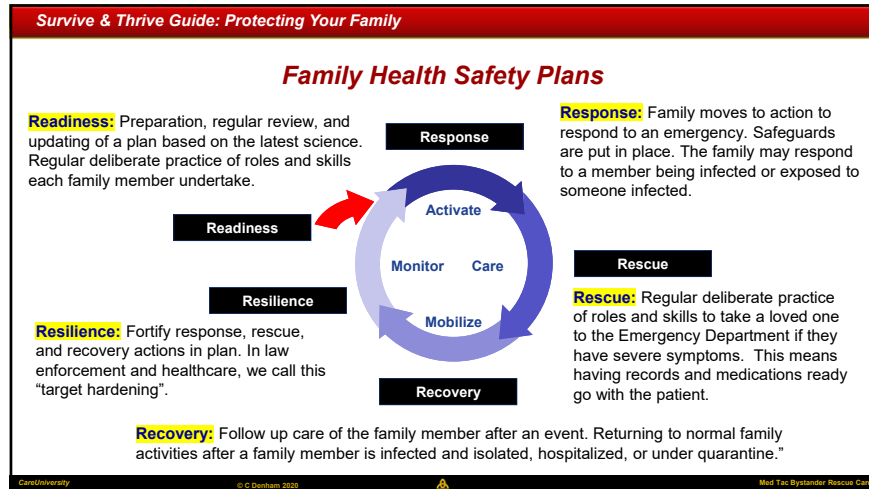 Survive & Thrive Guide: Protecting Your Family
Family Health Safety Plans
Readiness: Preparation, regular review, and
updating of a plan based on the latest science.
Regular deliberate practice of roles and skills
each family member undertake.
Response
Response: Family moves to action to
respond to an emergency. Safeguards
are put in place. The family may respond
to a member being infected or exposed to
someone infected.
Readiness
Activate
Monitor Care
Mobilize
Rescue
Resilience
Rescue: Regular deliberate practice
of roles and skills to take a loved one
to the Emergency Department if they
have severe symptoms. This means
having records and medications ready
go with the patient.
Resilience: Fortify response, rescue,
and recovery actions in plan. In law
enforcement and healthcare, we call this
“target hardening”.
Recovery
Recovery: Follow up care of the family member after an event. Returning to normal family
activities after a family member is infected and isolated, hospitalized, or under quarantine.”
CareUniversity
© C Denham 2020
Med Tac Bystander Rescue Care